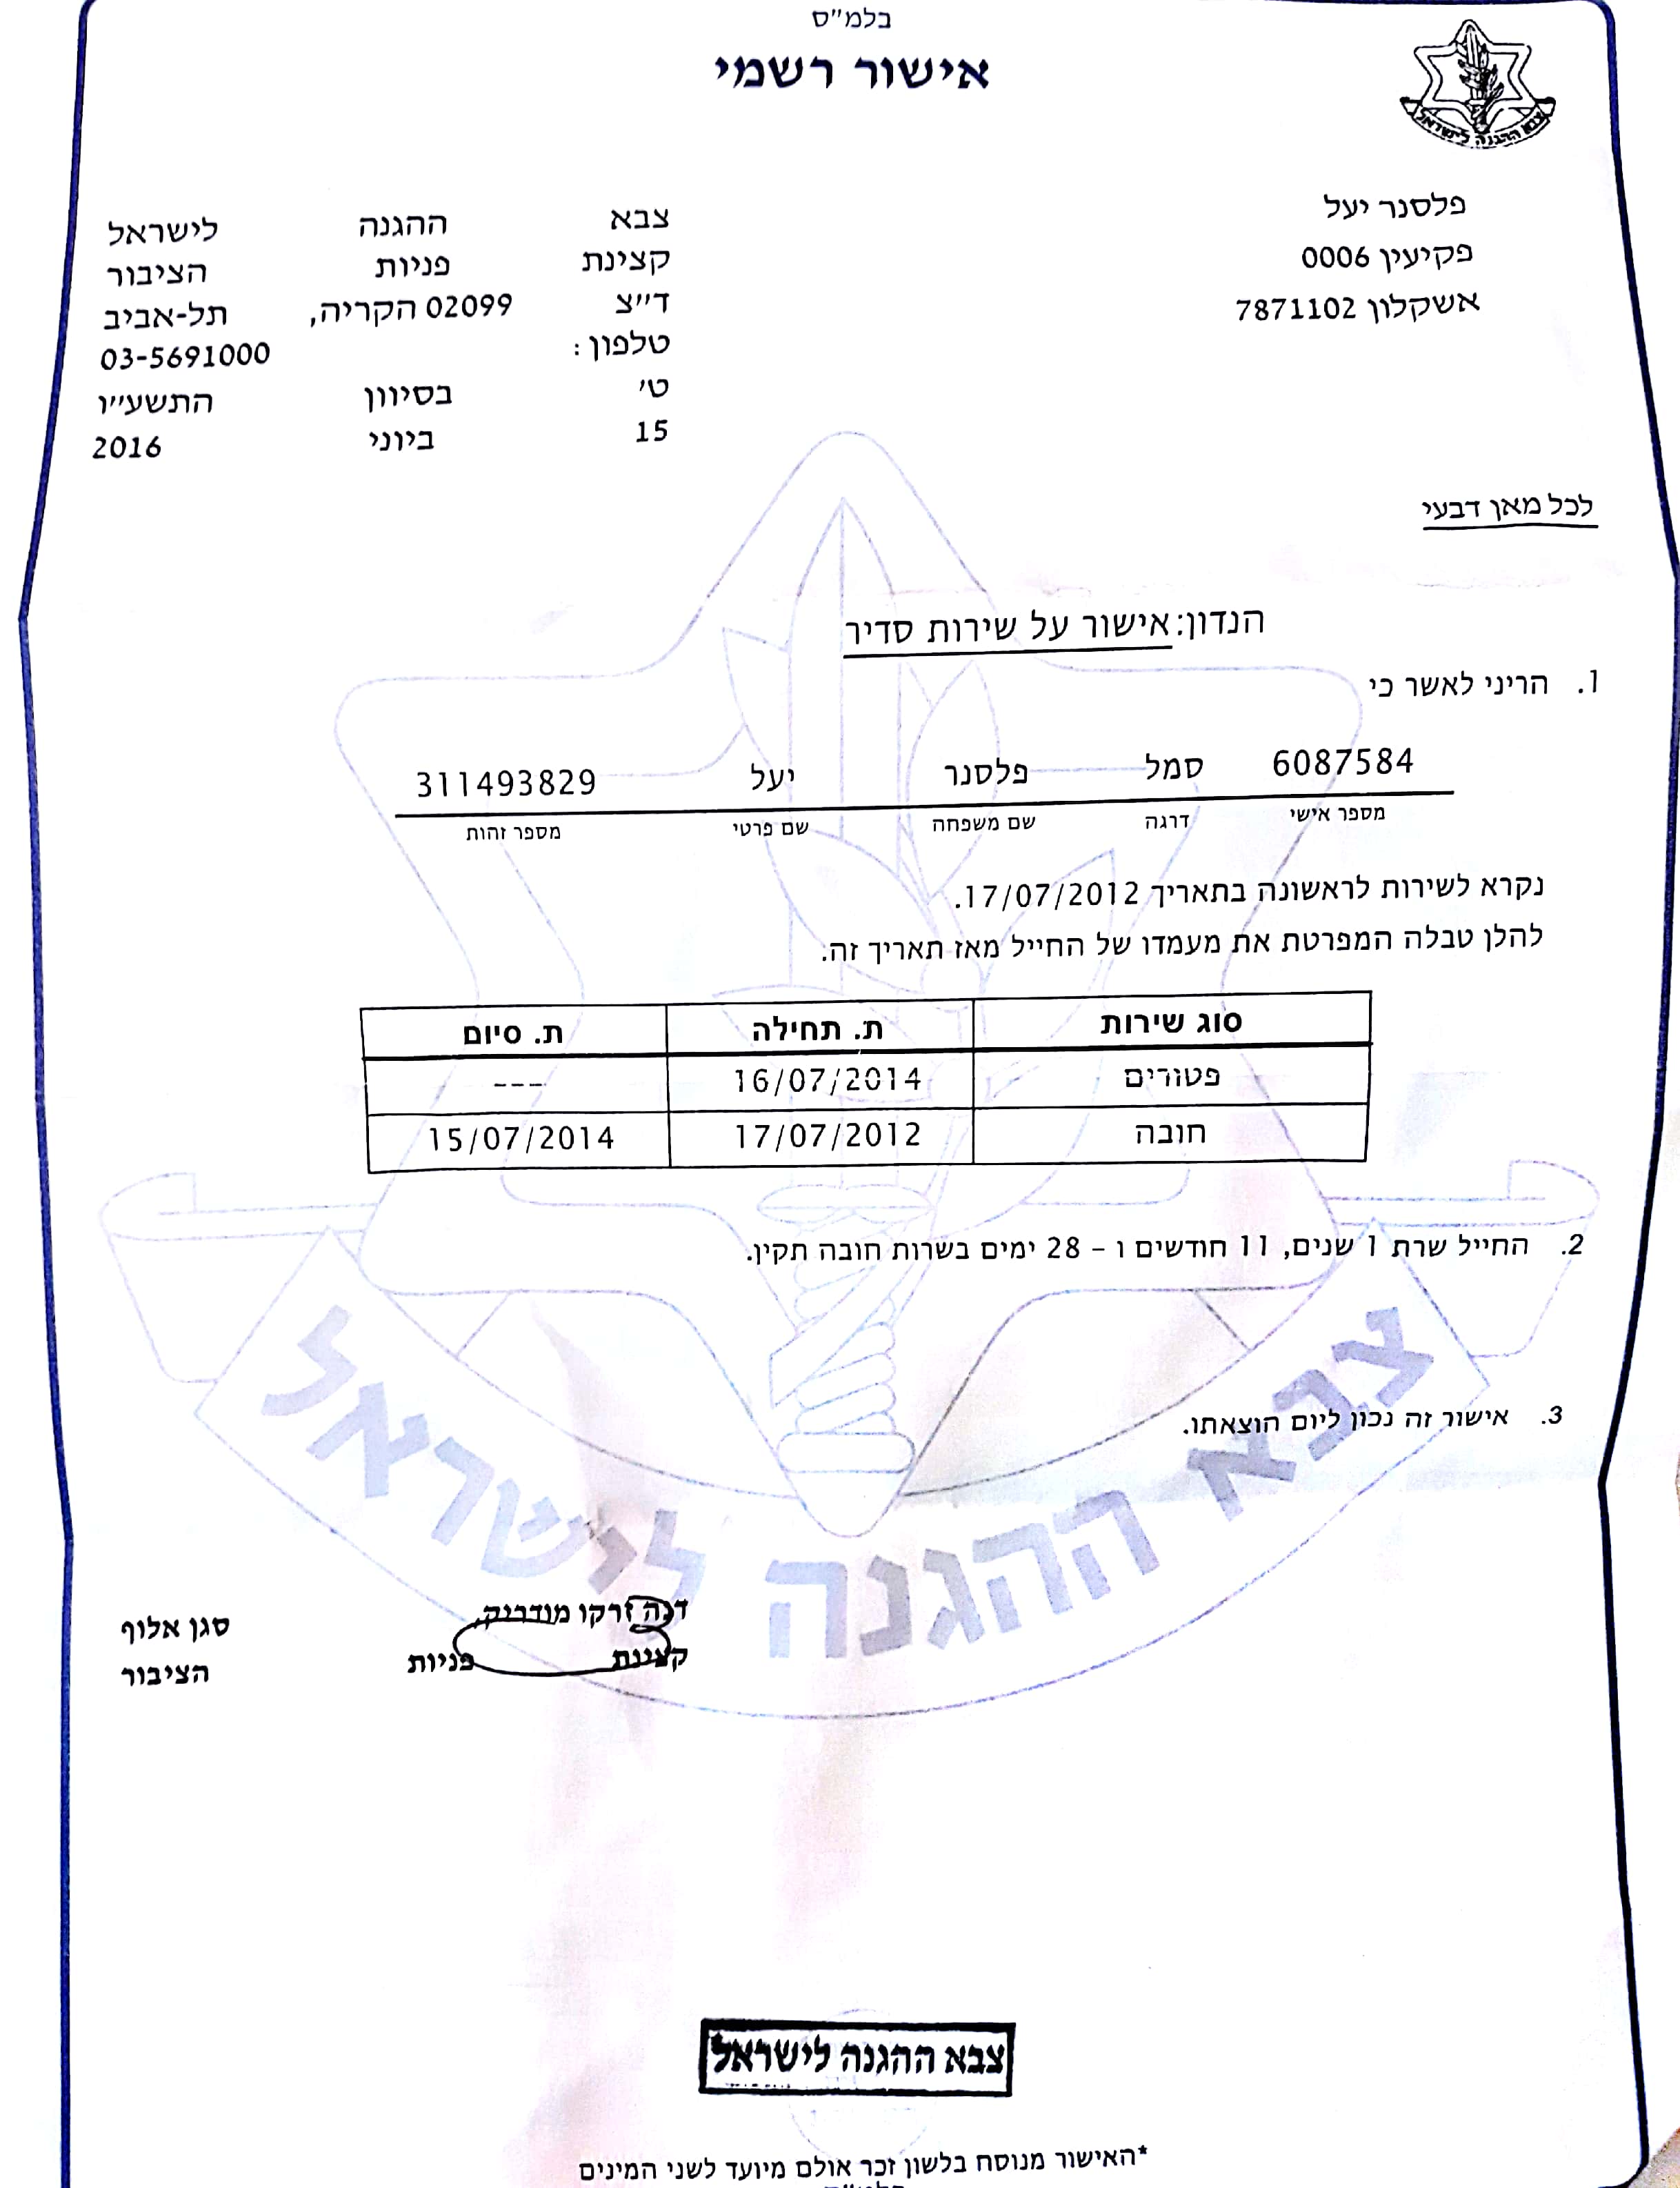 בלמ״ס
אישור רשמי
צבא ההגנה לישראל
פלסנר יעל
פקיעין 0006
אשקלון 7871102
צבא ההגנה לישראל
קצינת פניות הציבור
ד״צ 02099 הקריה, תל-אביב
טלפון: 03-5691000
ט׳ בסיוון התשע״ו
15 ביוני 2016
לכל מאן דבעי
הנדון: אישור על שירות סדיר
1. הריני לאשר כי
6087584 סמל פלסנר יעל 311493829
מספר אישי דרגה שם משפחה שם פרטי מספר זהות
נקרא לשירות לראשונה בתאריך 17/07/2012.
להלן טבלה המפרטת את מעמדו של החייל מאז תאריך זה.
סוג שירות ת. תחילה ת. סיום
פטורים 16/07/2014 ---
חובה 17/07/2012 15/07/2014
2. החייל שרת 1 שנים, 11 חודשים ו - 28 ימים בשרות חובה תקין.
3. אישור זה נכון ליום הוצאתו.
צבא ההגנה לישראל
דנה זרקו מודריק, סגן אלוף
קצינת פניות הציבור
צבא ההגנה לישראל
*האישור מנוסח בלשון זכר אולם מיועד לשני המינים